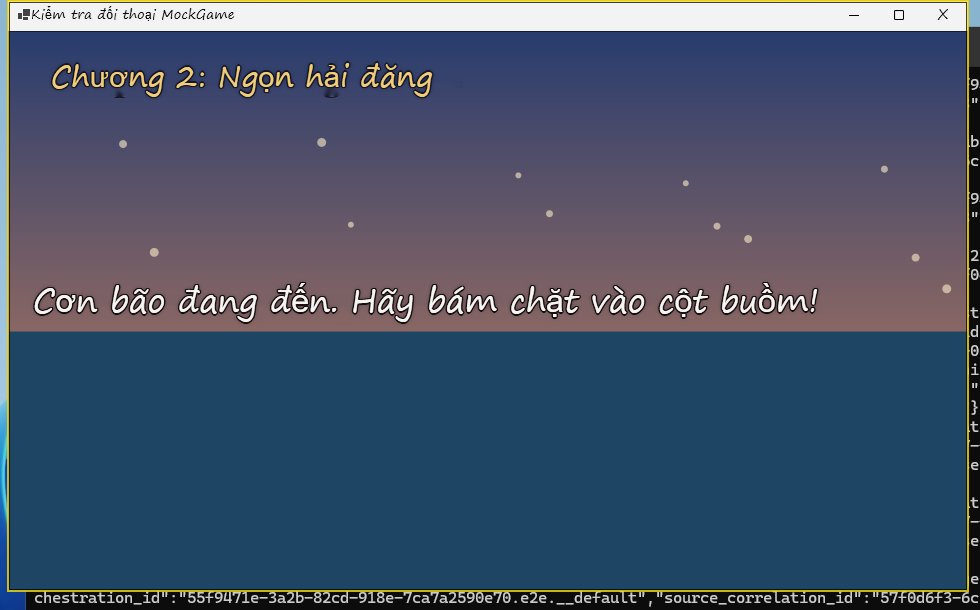 Kiểm tra đối thoại MockGame
Chương 2: Ngọn hải đăng
Cơn bão đang đến. Hãy bám chặt vào cột buồm!
chestration_id":"55f9471e-3a2b-82cd-918e-7ca7a2590e70.e2e.__default","source_correlation_id":"57f0d6f3-6